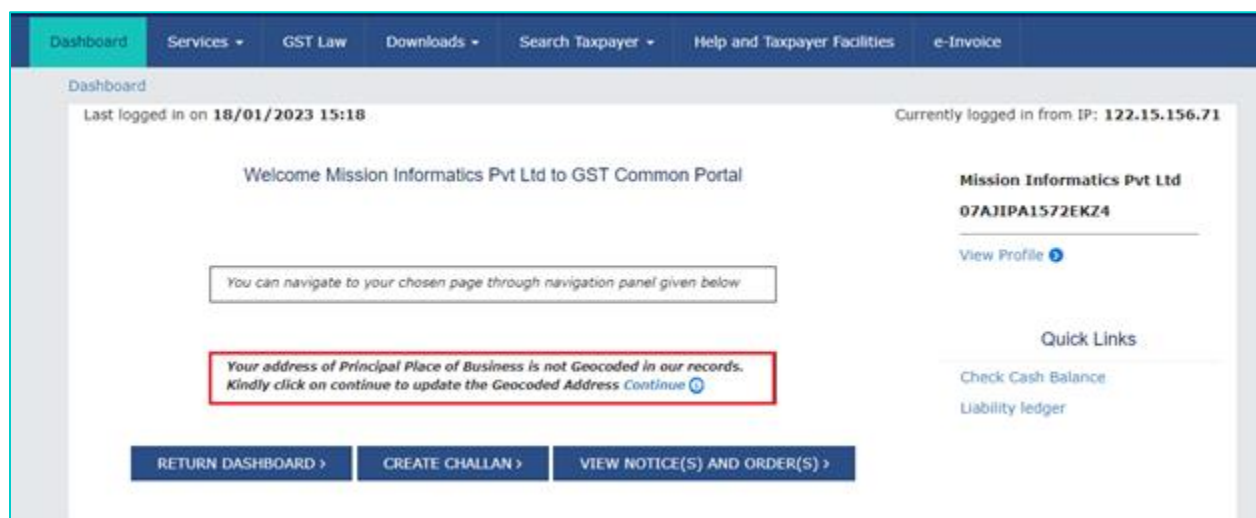 Dashboard Services GST Law Downloads Search Taxpayer Help and Taxpayer Facilities e-Invoice
Dashboard
Last logged in on 18/01/2023 15:18 Currently logged in from IP: 122.15.156.71
Welcome Mission Informatics Pvt Ltd to GST Common Portal
Mission Informatics Pvt Ltd
07AJIPA1572EKZ4
View Profile
You can navigate to your chosen page through navigation panel given below
Your address of Principal Place of Business is not Geocoded in our records.
Kindly click on continue to update the Geocoded Address Continue
Quick Links
Check Cash Balance
Liability ledger
RETURN DASHBOARD > CREATE CHALLAN > VIEW NOTICE(S) AND ORDER(S) >